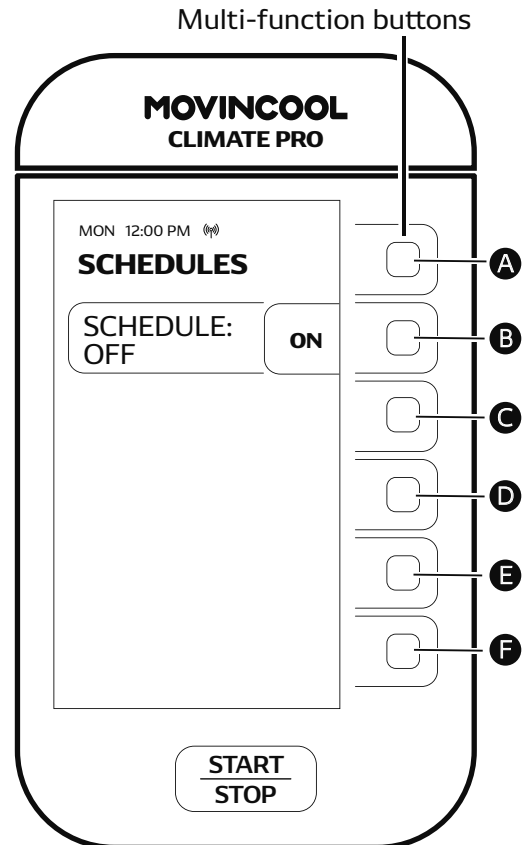 Multi-function buttons
MOVINCOOL
CLIMATE PRO
MON 12:00 PM
SCHEDULES
SCHEDULE:
OFF
ON
A
B
C
D
E
F
START
STOP